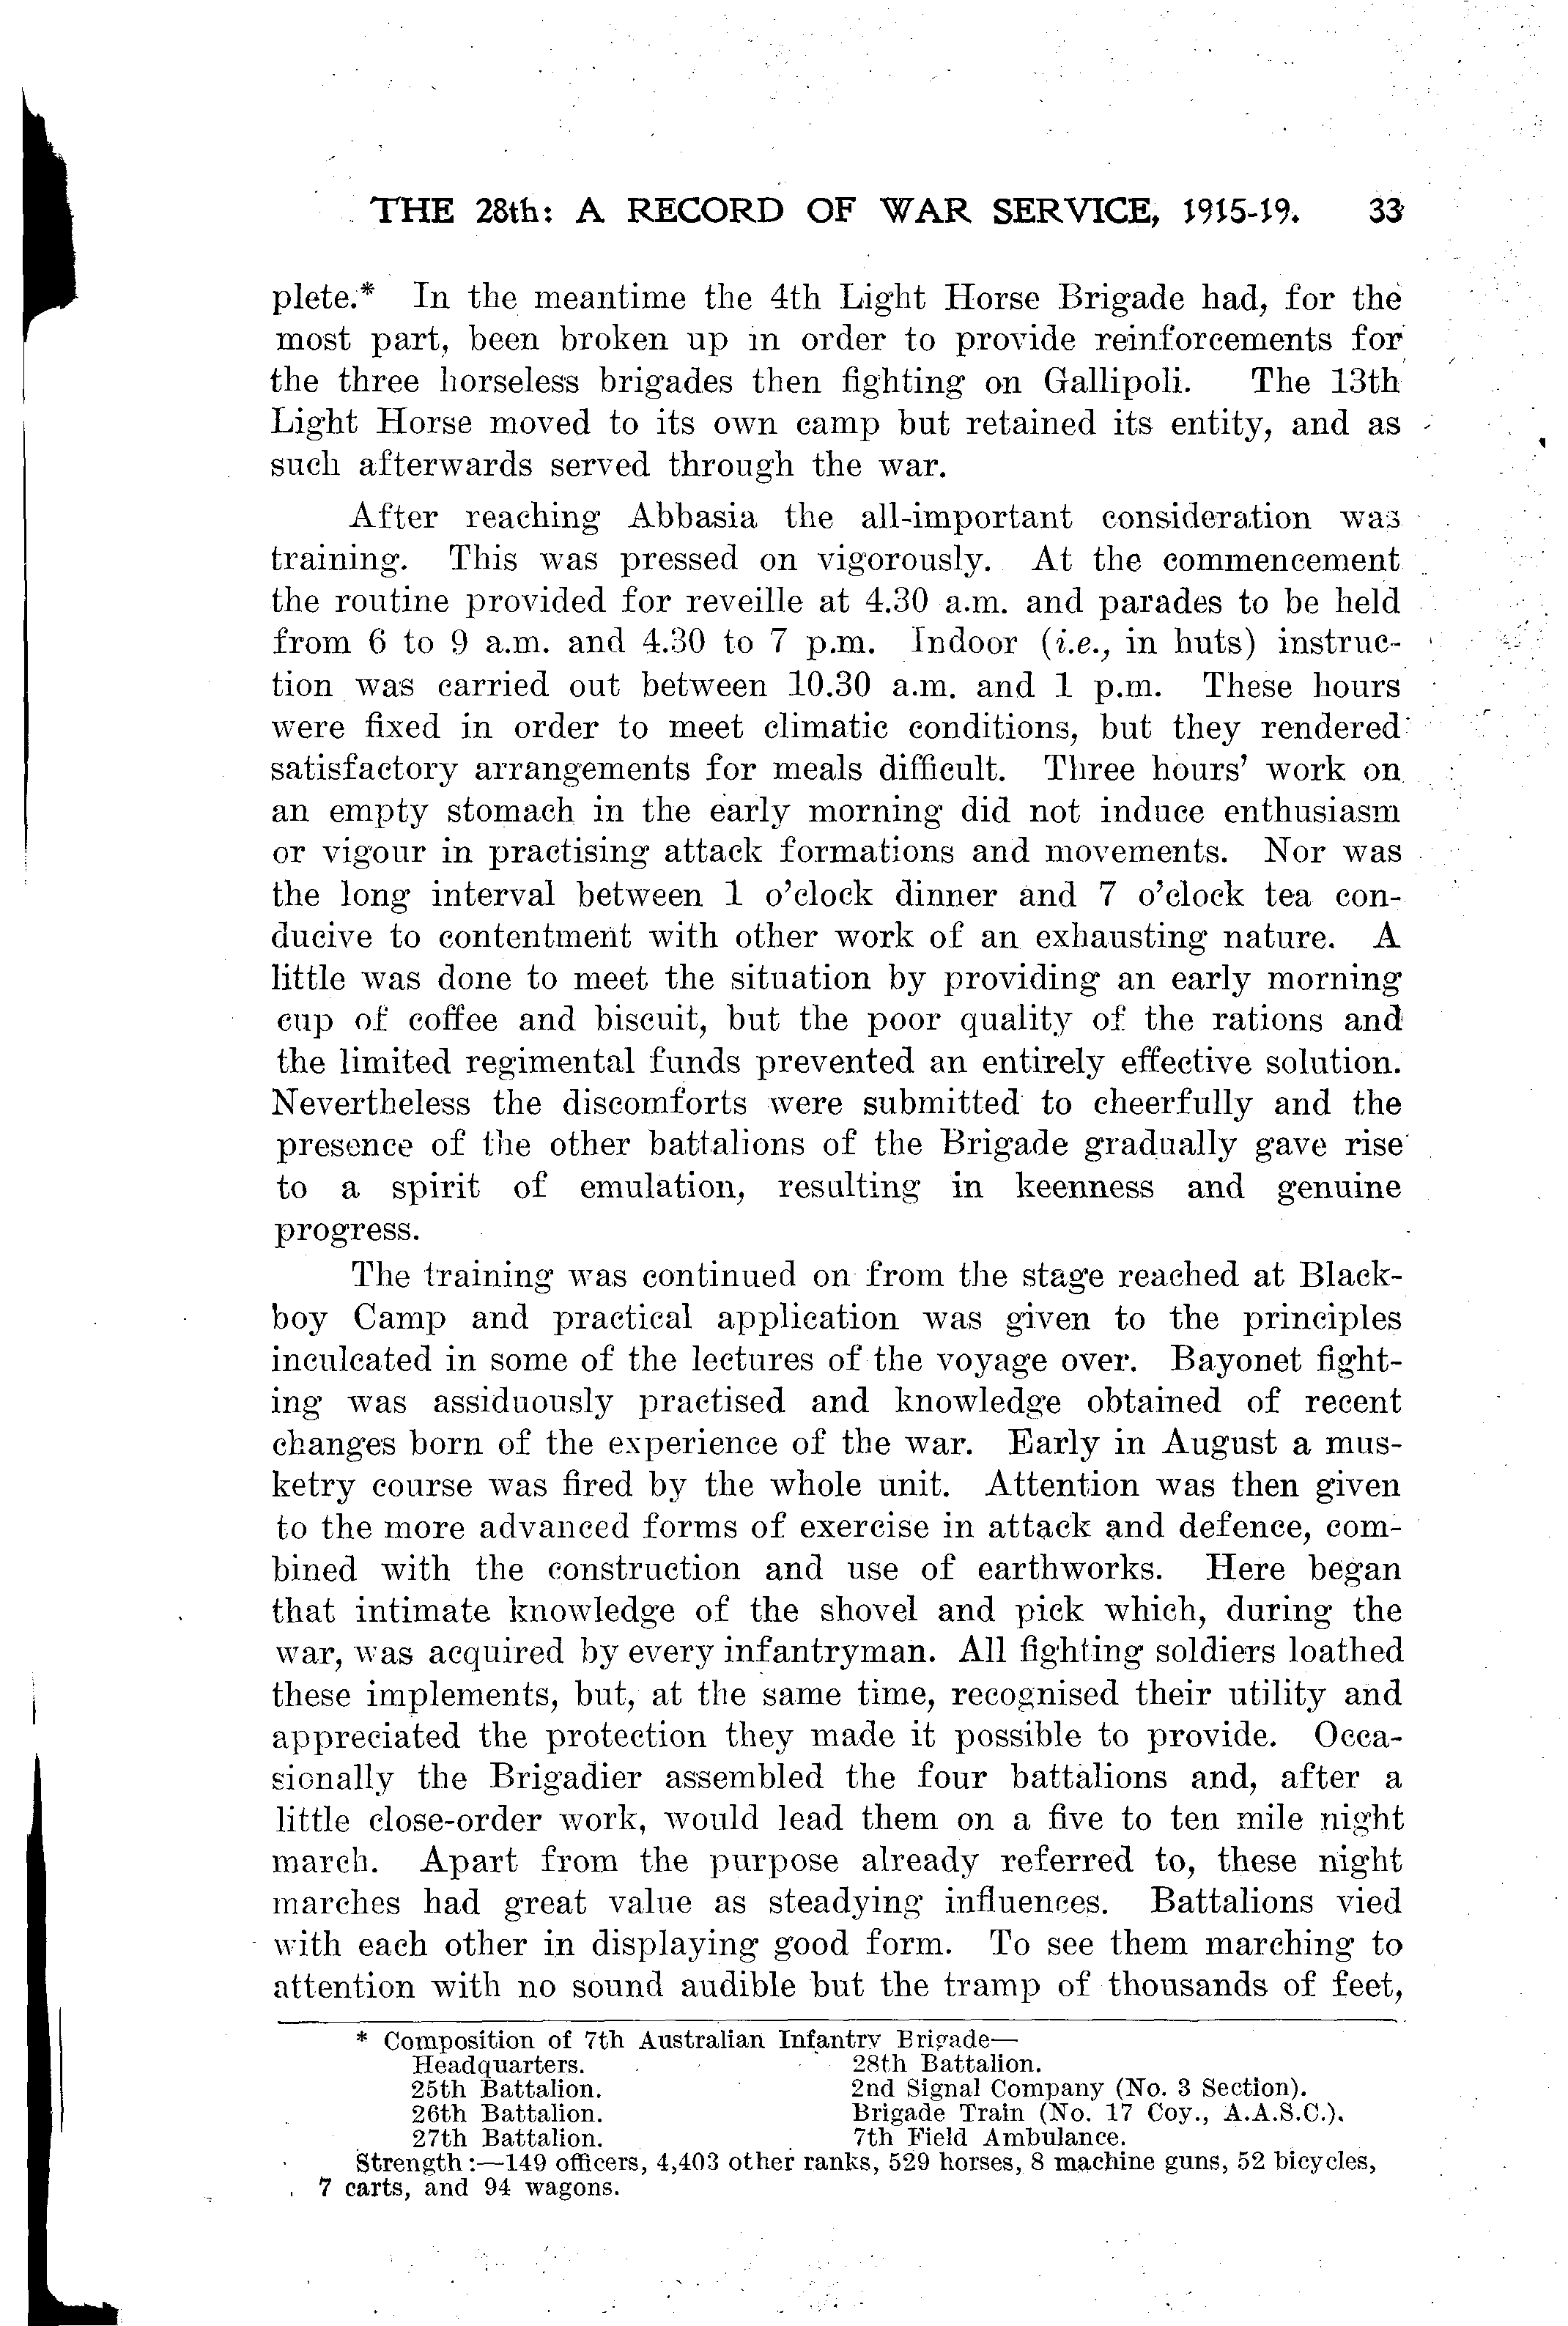 THE 28th: A RECORD OF WAR SERVICE, 1915-19. 33
plete.* In the meantime the 4th Light Horse Brigade had, for the
most part, been broken up in order to provide reinforcements for
the three horseless brigades then fighting on Gallipoli. The 13th
Light Horse moved to its own camp but retained its entity, and as
such afterwards served through the war.
After reaching Abbasia the all-important consideration was
training. This was pressed on vigorously. At the commencement
the routine provided for reveille at 4.30 a.m. and parades to be held
from 6 to 9 a.m. and 4.30 to 7 p.m. Indoor (i.e., in huts) instruc-
tion was carried out between 10.30 a.m. and 1 p.m. These hours
were fixed in order to meet climatic conditions, but they rendered
satisfactory arrangements for meals difficult. Three hours' work on
an empty stomach in the early morning did not induce enthusiasm
or vigour in practising attack formations and movements. Nor was
the long interval between 1 o'clock dinner and 7 o'clock tea con-
ducive to contentment with other work of an exhausting nature. A
little was done to meet the situation by providing an early morning
cup of coffee and biscuit, but the poor quality of the rations and
the limited regimental funds prevented an entirely effective solution.
Nevertheless the discomforts were submitted to cheerfully and the
presence of the other battalions of the Brigade gradually gave rise
to a spirit of emulation, resulting in keenness and genuine
progress.
The training was continued on from the stage reached at Black-
boy Camp and practical application was given to the principles
inculcated in some of the lectures of the voyage over. Bayonet fight-
ing was assiduously practised and knowledge obtained of recent
changes born of the experience of the war. Early in August a mus-
ketry course was fired by the whole unit. Attention was then given
to the more advanced forms of exercise in attack and defence, com-
bined with the construction and use of earthworks. Here began
that intimate knowledge of the shovel and pick which, during the
war, was acquired by every infantryman. All fighting soldiers loathed
these implements, but, at the same time, recognised their utility and
appreciated the protection they made it possible to provide. Occa-
sionally the Brigadier assembled the four battalions and, after a
little close-order work, would lead them on a five to ten mile night
march. Apart from the purpose already referred to, these night
marches had great value as steadying influences. Battalions vied
with each other in displaying good form. To see them marching to
attention with no sound audible but the tramp of thousands of feet,
* Composition of 7th Australian Infantry Brigade—
Headquarters. 28th Battalion.
25th Battalion. 2nd Signal Company (No. 3 Section).
26th Battalion. Brigade Train (No. 17 Coy., A.A.S.C.).
27th Battalion. 7th Field Ambulance.
Strength:—149 officers, 4,403 other ranks, 529 horses, 8 machine guns, 52 bicycles,
7 carts, and 94 wagons.